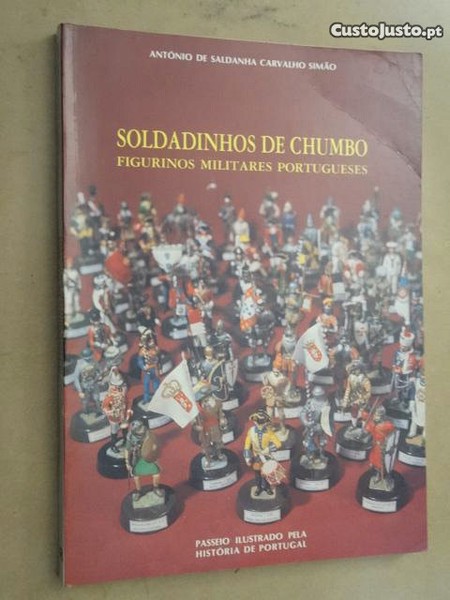 CustoJusto.pt
ANTÓNIO DE SALDANHA CARVALHO SIMÃO
SOLDADINHOS DE CHUMBO
FIGURINOS MILITARES PORTUGUESES
PASSEIO ILUSTRADO PELA
HISTÓRIA DE PORTUGAL